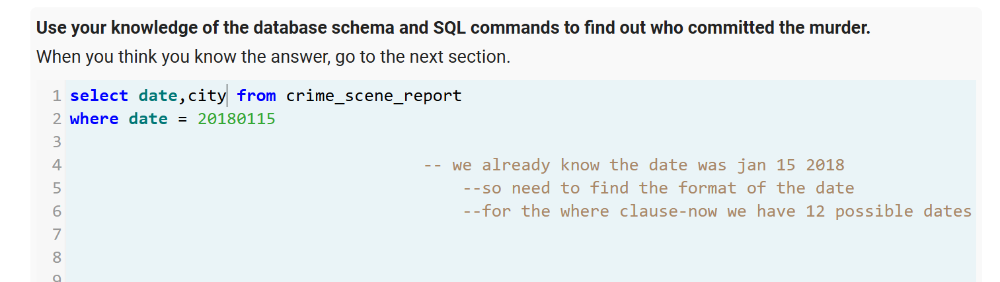 Use your knowledge of the database schema and SQL commands to find out who committed the murder.
When you think you know the answer, go to the next section.
1 select date,city from crime_scene_report
2 where date = 20180115
3
4 -- we already know the date was jan 15 2018
5 --so need to find the format of the date
6 --for the where clause-now we have 12 possible dates
7
8
9